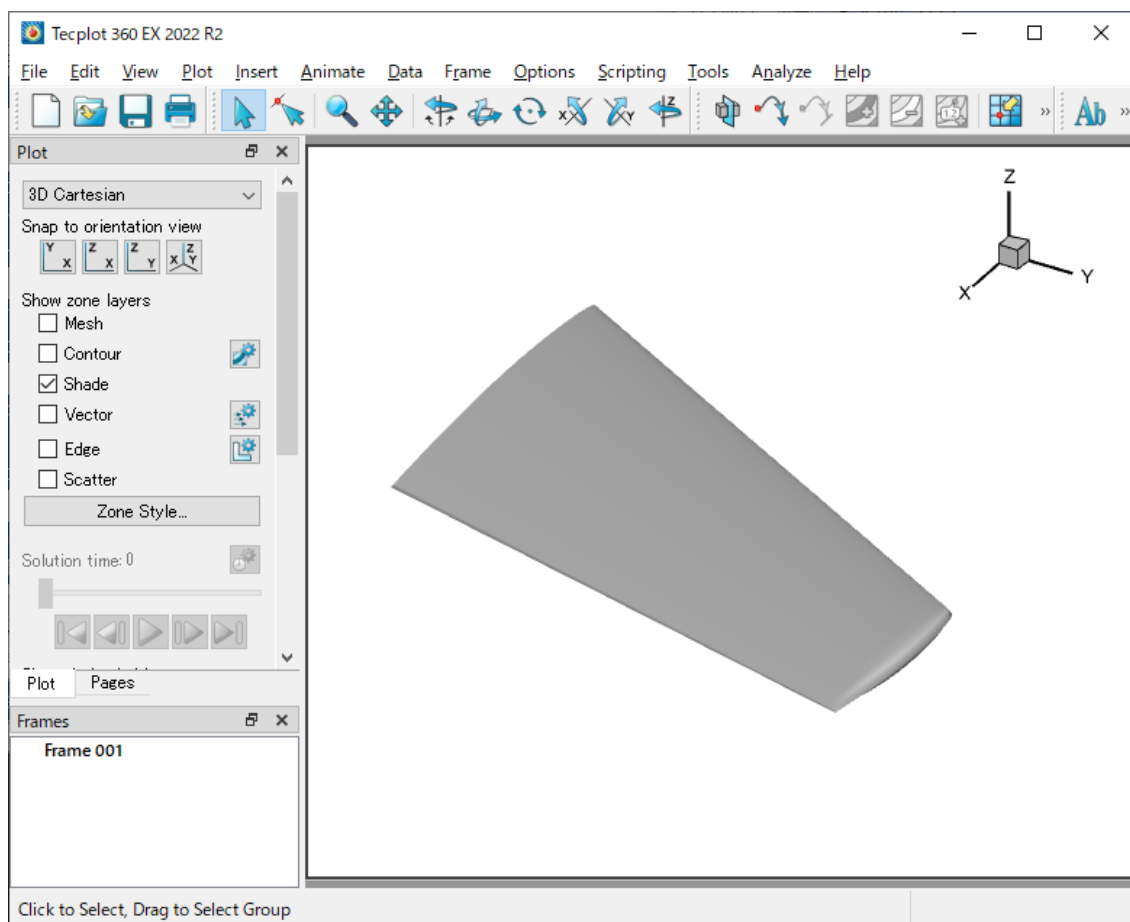 Tecplot 360 EX 2022 R2
File Edit View Plot Insert Animate Data Frame Options Scripting Tools Analyze Help
Ab
Plot
3D Cartesian
Snap to orientation view
Y X Z X Z Y X Z Y
Show zone layers
Mesh
Contour
Shade
Vector
Edge
Scatter
Zone Style...
Solution time: 0
Plot Pages
Frames
Frame 001
Z
X
Y
Click to Select, Drag to Select Group